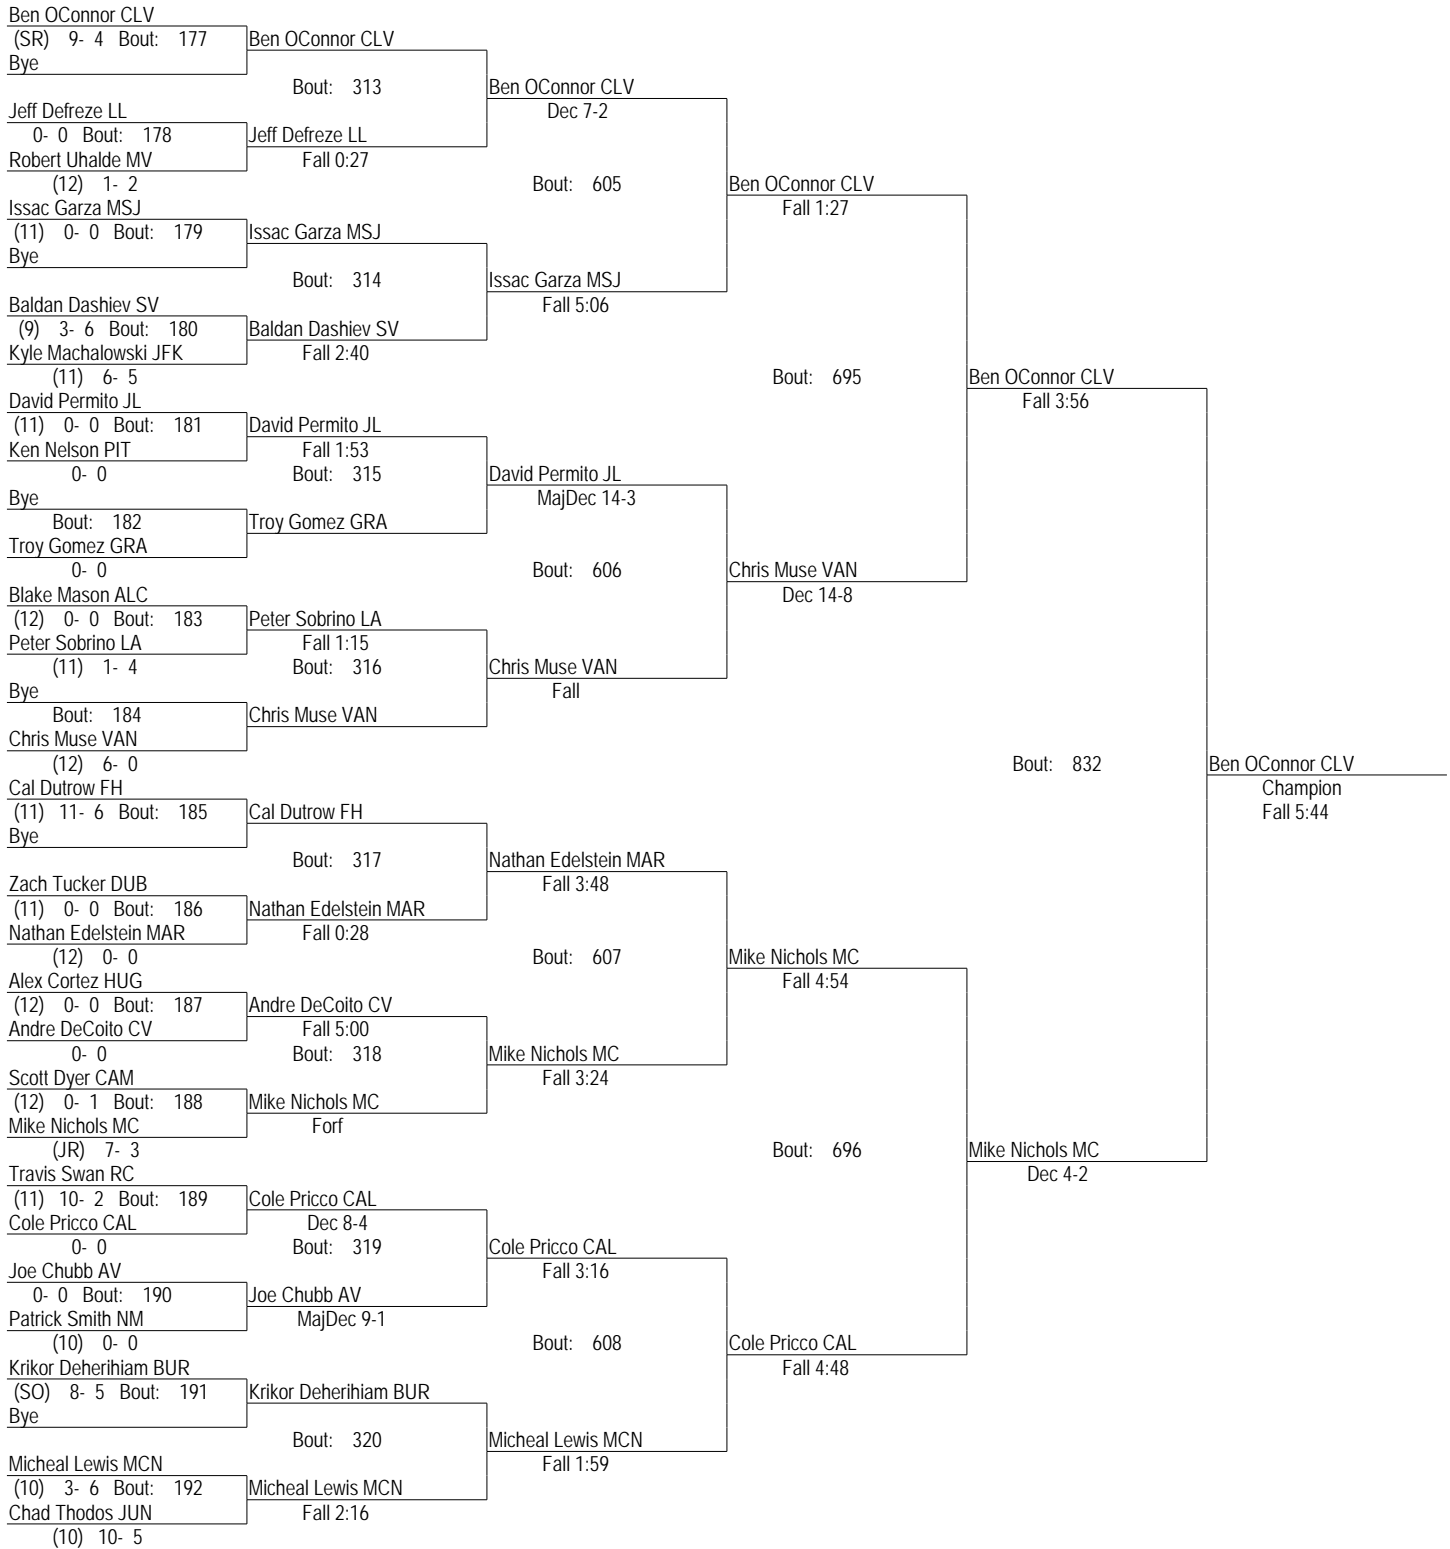 Ben OConnor CLV
(SR) 9- 4 Bout: 177 Ben OConnor CLV
Bye
Bout: 313 Ben OConnor CLV
Jeff Defreze LL Dec 7-2
0- 0 Bout: 178 Jeff Defreze LL
Robert Uhalde MV Fall 0:27
(12) 1- 2 Bout: 605 Ben OConnor CLV
Issac Garza MSJ Fall 1:27
(11) 0- 0 Bout: 179 Issac Garza MSJ
Bye
Bout: 314 Issac Garza MSJ
Baldan Dashiev SV Fall 5:06
(9) 3- 6 Bout: 180 Baldan Dashiev SV
Kyle Machalowski JFK Fall 2:40
(11) 6- 5 Bout: 695 Ben OConnor CLV
David Permito JL Fall 3:56
(11) 0- 0 Bout: 181 David Permito JL
Ken Nelson PIT Fall 1:53
0- 0 Bout: 315 David Permito JL
Bye MajDec 14-3
Bout: 182 Troy Gomez GRA
Troy Gomez GRA
0- 0 Bout: 606 Chris Muse VAN
Blake Mason ALC Dec 14-8
(12) 0- 0 Bout: 183 Peter Sobrino LA
Peter Sobrino LA Fall 1:15
(11) 1- 4 Bout: 316 Chris Muse VAN
Bye Fall
Bout: 184 Chris Muse VAN
Chris Muse VAN
(12) 6- 0 Bout: 832 Ben OConnor CLV
Cal Dutrow FH Champion
(11) 11- 6 Bout: 185 Cal Dutrow FH Fall 5:44
Bye
Bout: 317 Nathan Edelstein MAR
Zach Tucker DUB Fall 3:48
(11) 0- 0 Bout: 186 Nathan Edelstein MAR
Nathan Edelstein MAR Fall 0:28
(12) 0- 0 Bout: 607 Mike Nichols MC
Alex Cortez HUG Fall 4:54
(12) 0- 0 Bout: 187 Andre DeCoito CV
Andre DeCoito CV Fall 5:00
0- 0 Bout: 318 Mike Nichols MC
Scott Dyer CAM Fall 3:24
(12) 0- 1 Bout: 188 Mike Nichols MC
Mike Nichols MC Forf
(JR) 7- 3 Bout: 696 Mike Nichols MC
Travis Swan RC Dec 4-2
(11) 10- 2 Bout: 189 Cole Pricco CAL
Cole Pricco CAL Dec 8-4
0- 0 Bout: 319 Cole Pricco CAL
Joe Chubb AV Fall 3:16
0- 0 Bout: 190 Joe Chubb AV
Patrick Smith NM MajDec 9-1
(10) 0- 0 Bout: 608 Cole Pricco CAL
Krikor Deherihiam BUR Fall 4:48
(SO) 8- 5 Bout: 191 Krikor Deherihiam BUR
Bye
Bout: 320 Micheal Lewis MCN
Micheal Lewis MCN Fall 1:59
(10) 3- 6 Bout: 192 Micheal Lewis MCN
Chad Thodos JUN Fall 2:16
(10) 10- 5